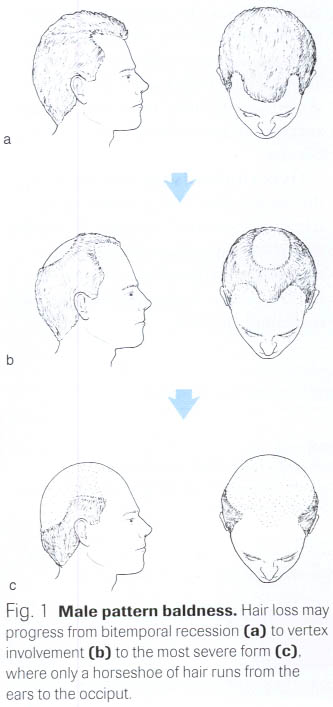 a
b
c
Fig. 1 Male pattern baldness. Hair loss may
progress from bitemporal recession (a) to vertex
involvement (b) to the most severe form (c),
where only a horseshoe of hair runs from the
ears to the occiput.